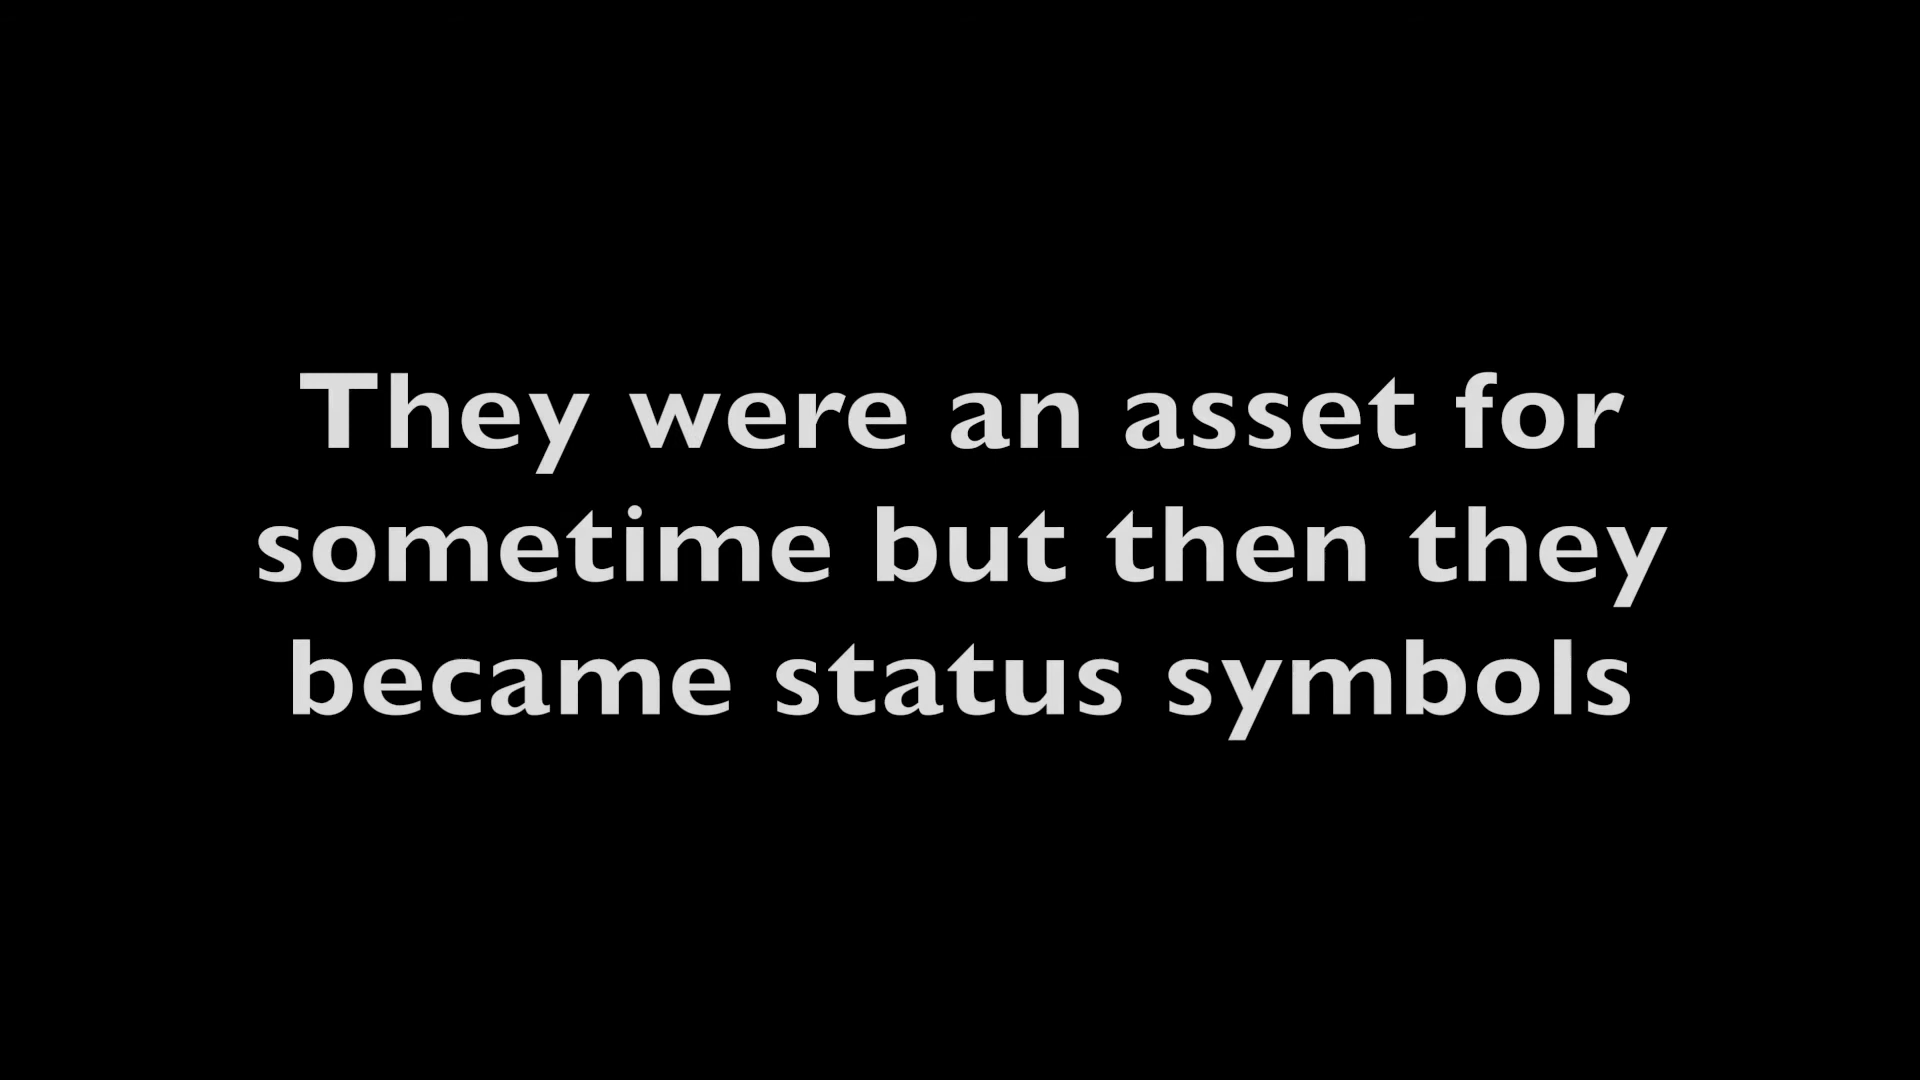 They were an asset for
sometime but then they
became status symbols